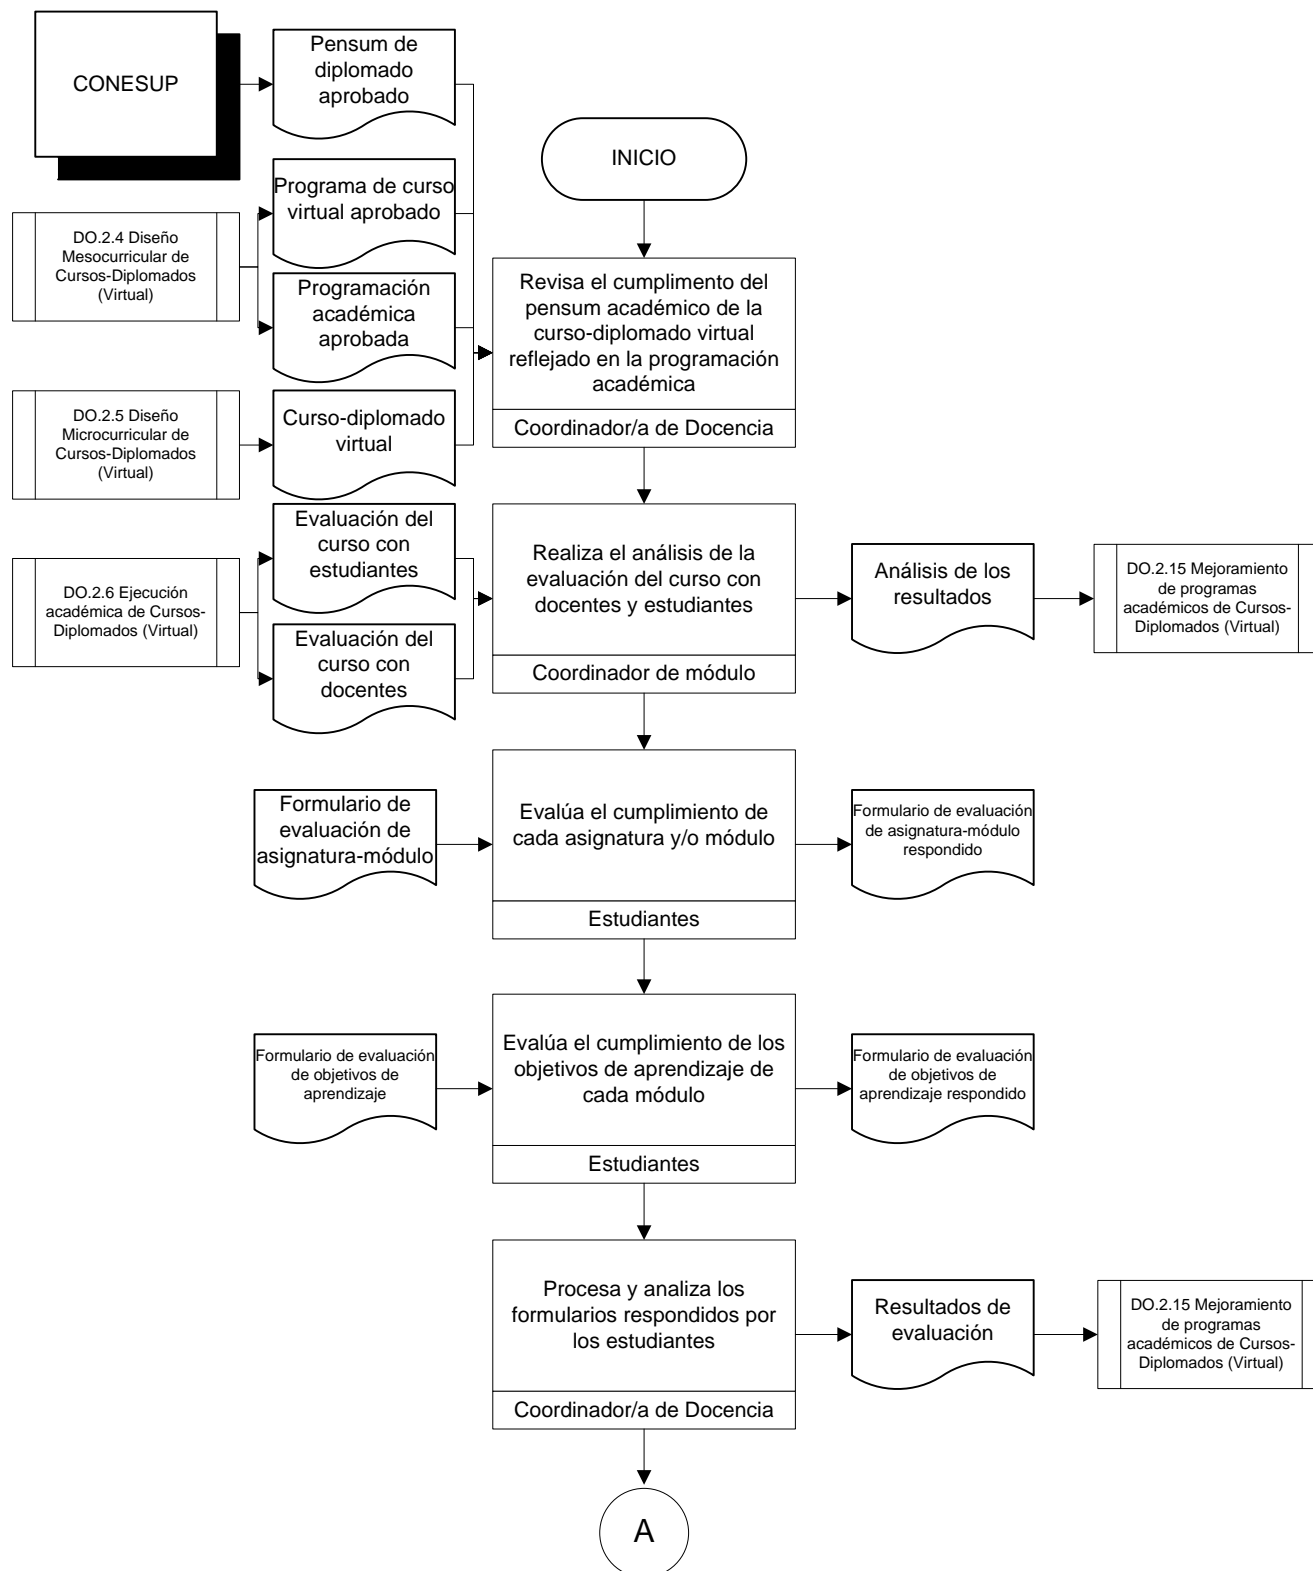 CONESUP
Pensum de
diplomado
aprobado
INICIO
Programa de curso
virtual aprobado
DO.2.4 Diseño
Mesocurricular de
Cursos-Diplomados
(Virtual)
Programación
académica
aprobada
Revisa el cumplimento del
pensum académico de la
curso-diplomado virtual
reflejado en la programación
académica
Coordinador/a de Docencia
DO.2.5 Diseño
Microcurricular de
Cursos-Diplomados
(Virtual)
Curso-diplomado
virtual
Evaluación del
curso con
estudiantes
DO.2.6 Ejecución
académica de Cursos-
Diplomados (Virtual)
Evaluación del
curso con
docentes
Realiza el análisis de la
evaluación del curso con
docentes y estudiantes
Coordinador de módulo
Análisis de los
resultados
DO.2.15 Mejoramiento
de programas
académicos de Cursos-
Diplomados (Virtual)
Formulario de
evaluación de
asignatura-módulo
Evalúa el cumplimiento de
cada asignatura y/o módulo
Estudiantes
Formulario de evaluación
de asignatura-módulo
respondido
Formulario de evaluación
de objetivos de
aprendizaje
Evalúa el cumplimiento de los
objetivos de aprendizaje de
cada módulo
Estudiantes
Formulario de evaluación
de objetivos de
aprendizaje respondido
Procesa y analiza los
formularios respondidos por
los estudiantes
Coordinador/a de Docencia
Resultados de
evaluación
DO.2.15 Mejoramiento
de programas
académicos de Cursos-
Diplomados (Virtual)
A